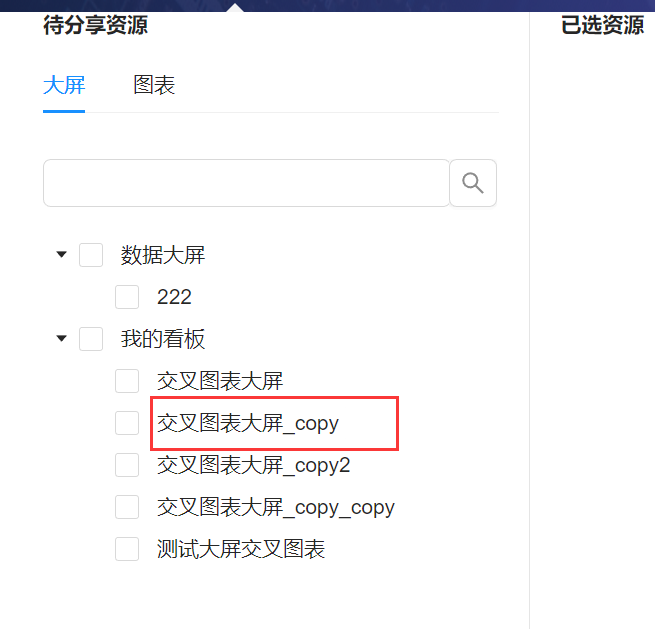 待分享资源
已选资源
大屏
图表
数据大屏
222
我的看板
交叉图表大屏
交叉图表大屏_copy
交叉图表大屏_copy2
交叉图表大屏_copy_copy
测试大屏交叉图表